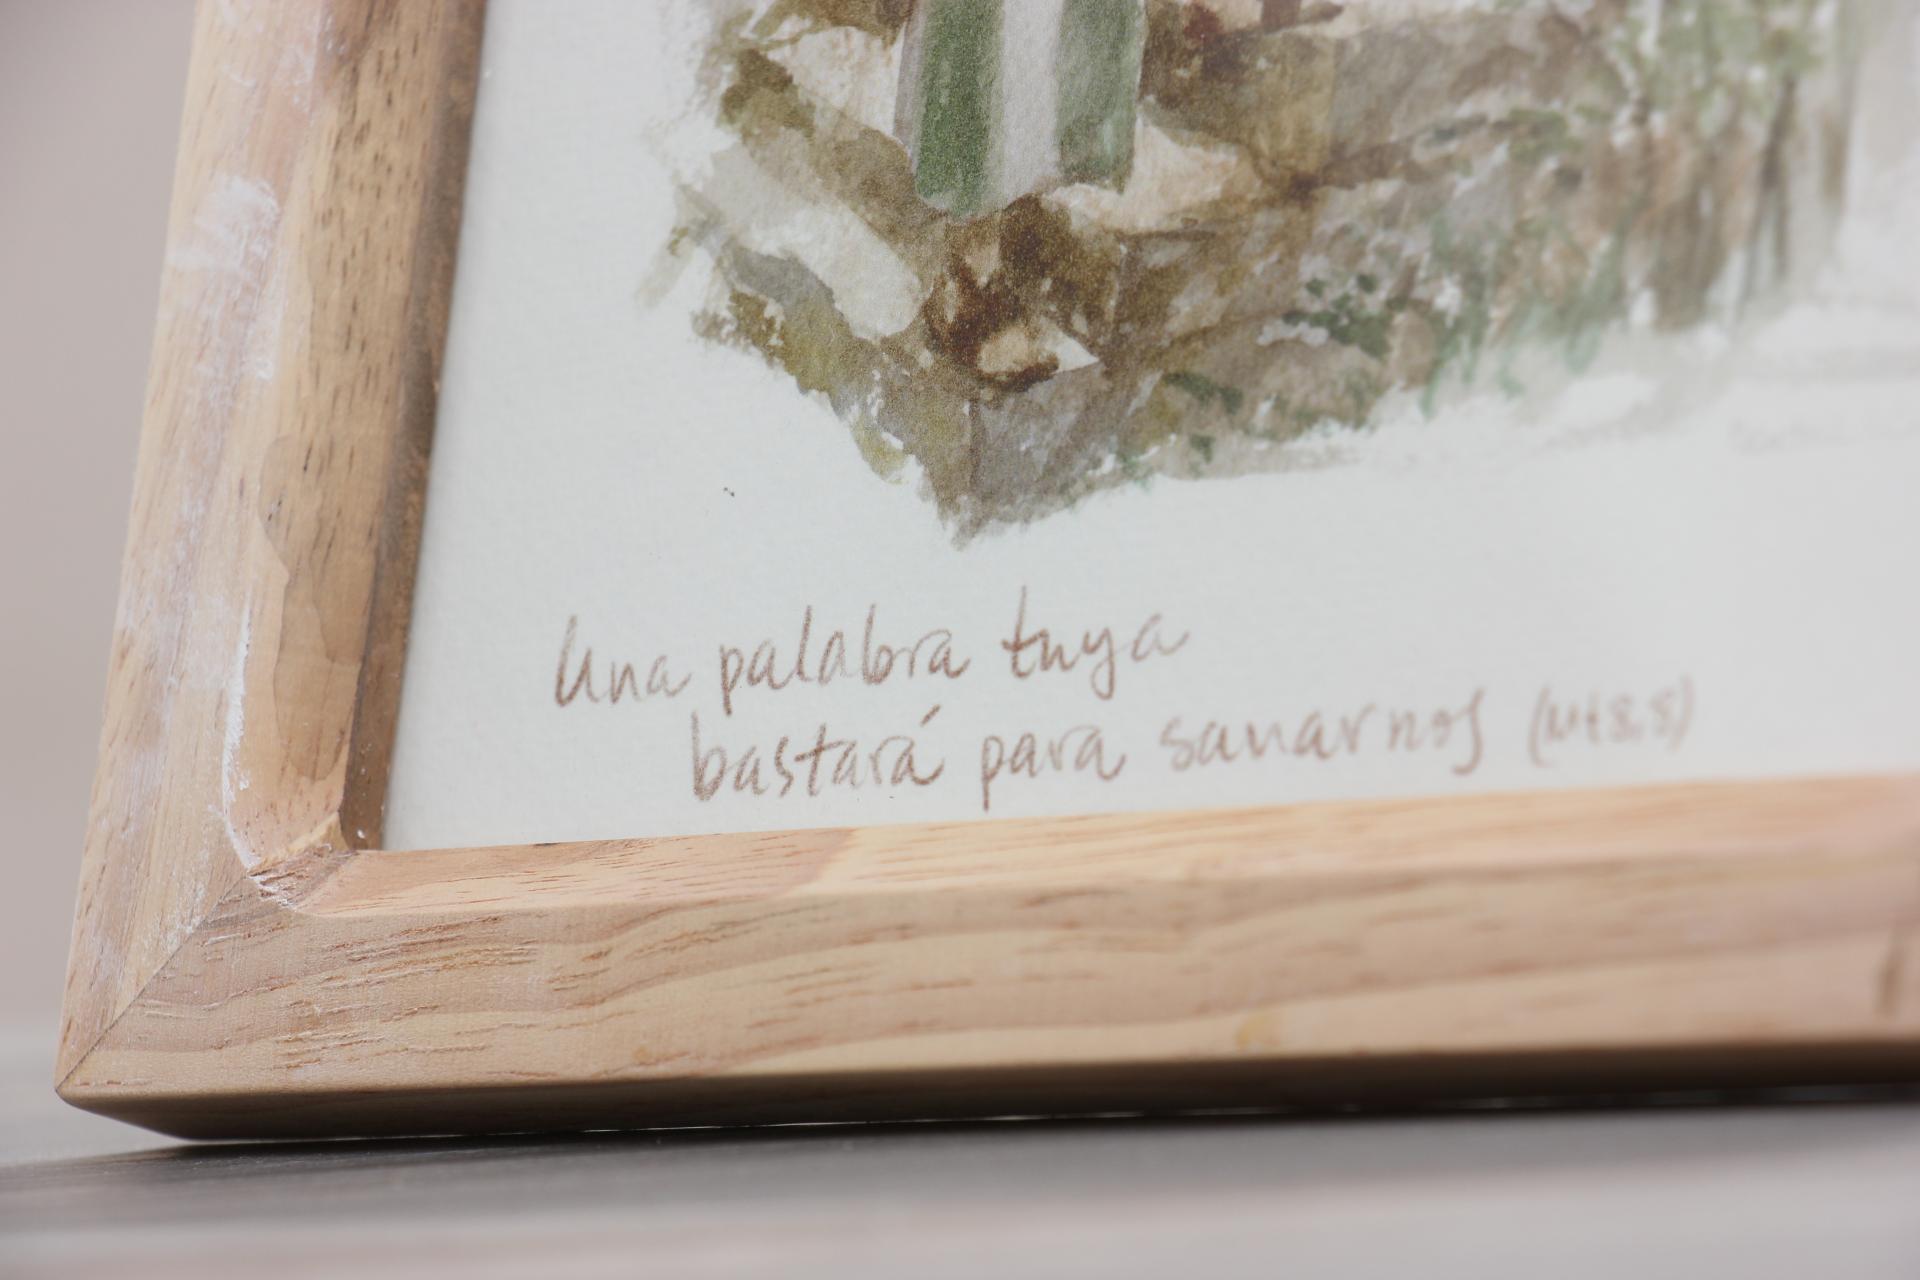 Una palabra tuya
bastará para sanarnos (Mt 8,8)